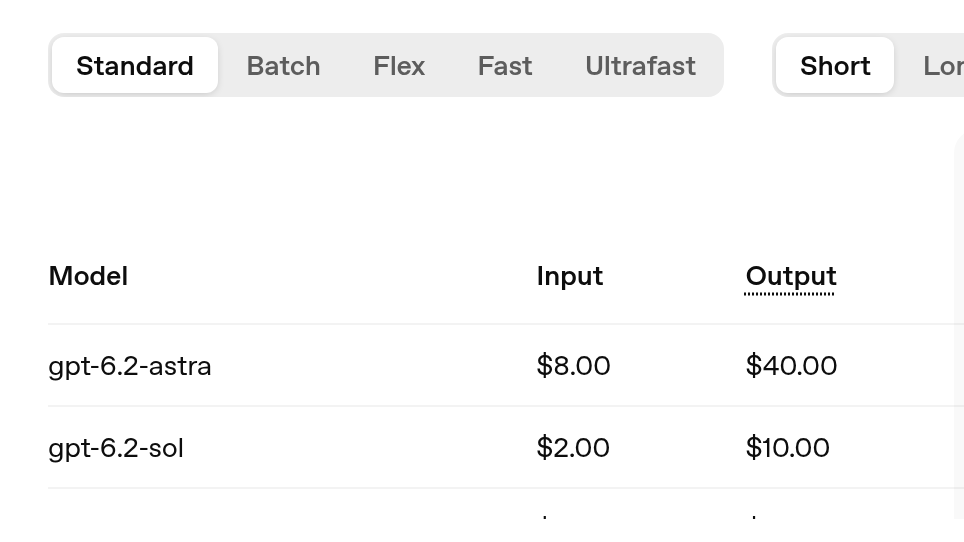 Standard Batch Flex Fast Ultrafast Short
Model Input Output
gpt-6.2-astra $8.00 $40.00
gpt-6.2-sol $2.00 $10.00